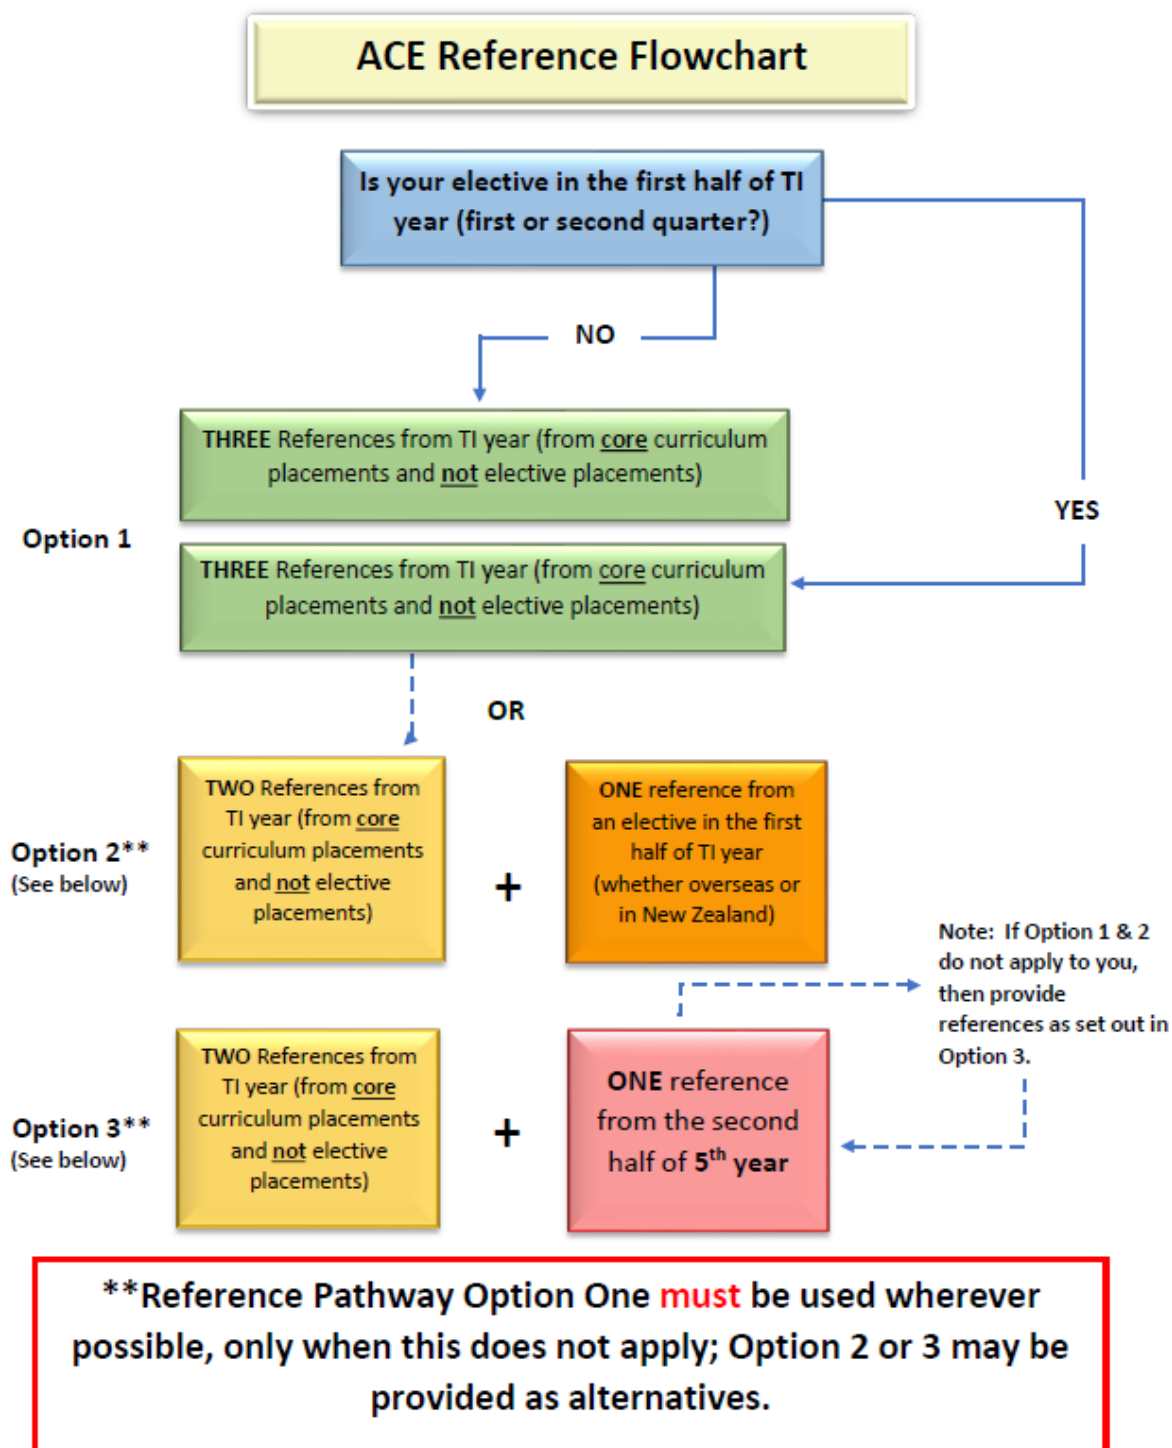 ACE Reference Flowchart
Is your elective in the first half of TI
year (first or second quarter?)
NO
THREE References from TI year (from core curriculum
placements and not elective placements)
YES
Option 1
THREE References from TI year (from core curriculum
placements and not elective placements)
OR
Option 2**
(See below)
TWO References from
TI year (from core
curriculum placements
and not elective
placements)
+
ONE reference from
an elective in the first
half of TI year
(whether overseas or
in New Zealand)
Note: If Option 1 & 2
do not apply to you,
then provide
references as set out in
Option 3.
Option 3**
(See below)
TWO References from
TI year (from core
curriculum placements
and not elective
placements)
+
ONE reference
from the second
half of 5th year
**Reference Pathway Option One must be used wherever
possible, only when this does not apply; Option 2 or 3 may be
provided as alternatives.